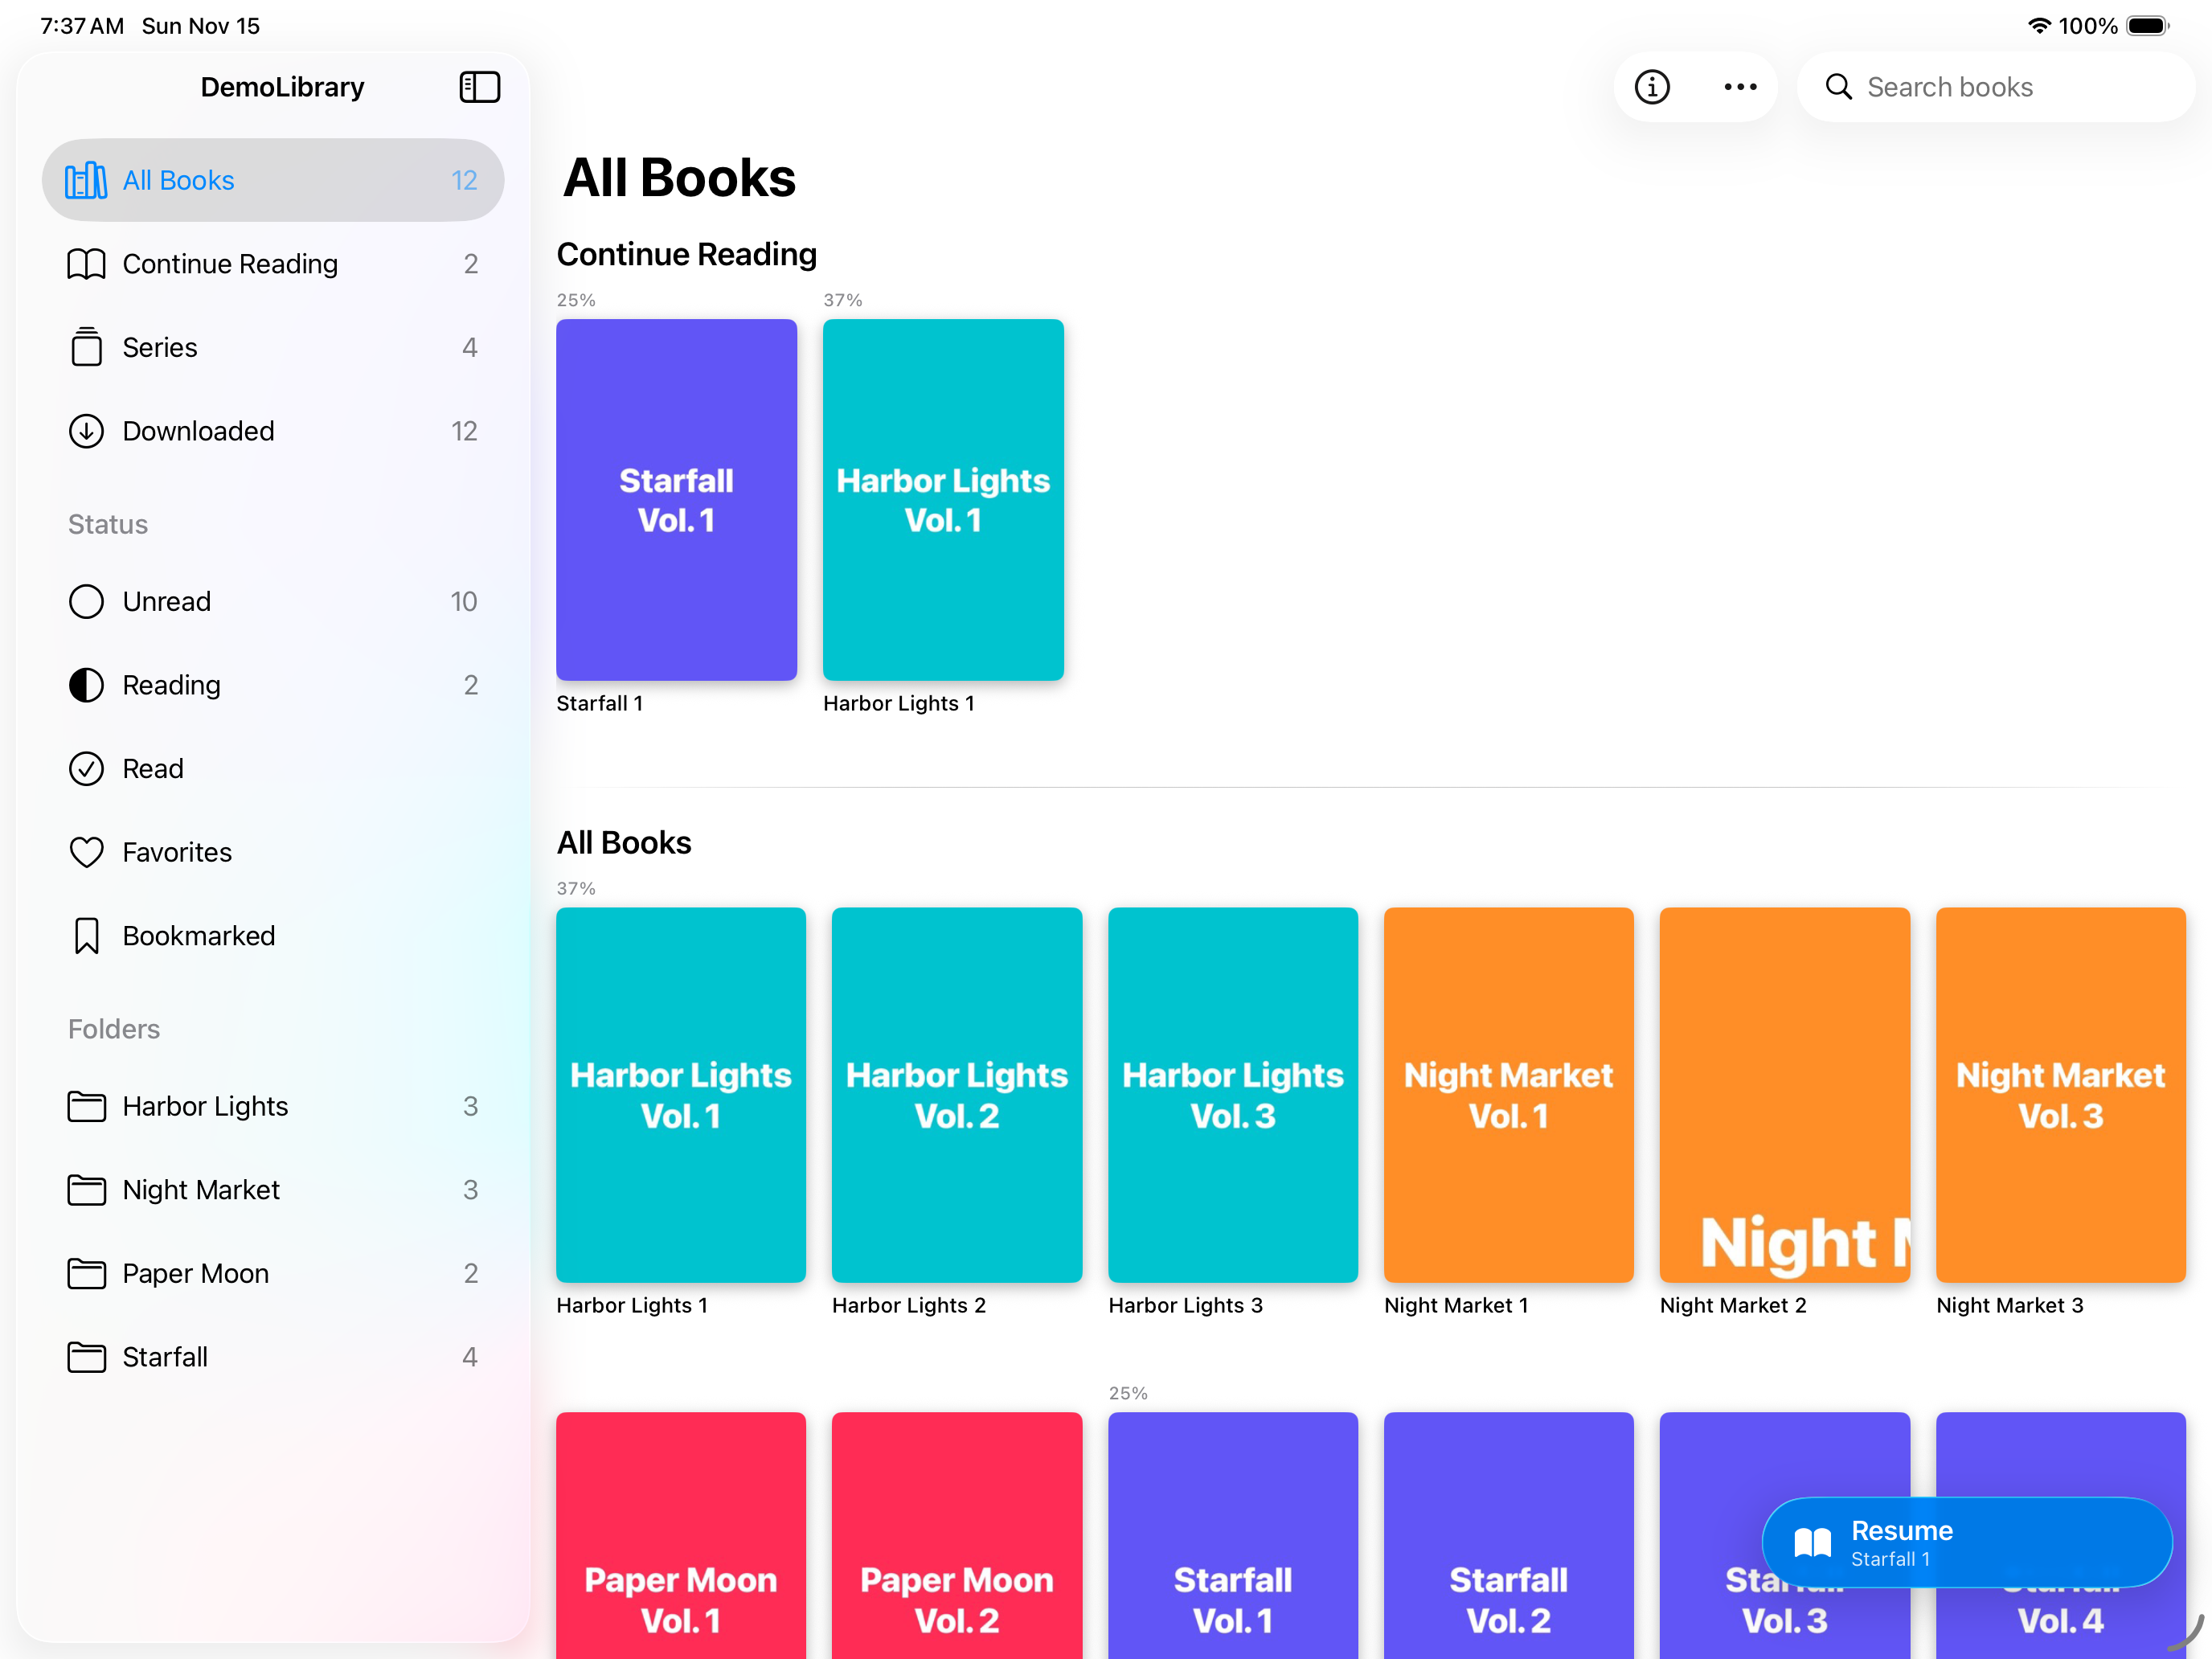 7:37 AM Sun Nov 15
100%
DemoLibrary
All Books 12
Continue Reading 2
Series 4
Downloaded 12
Status
Unread 10
Reading 2
Read
Favorites
Bookmarked
Folders
Harbor Lights 3
Night Market 3
Paper Moon 2
Starfall 4
Search books
All Books
Continue Reading
25%
Starfall
Vol. 1
Starfall 1
37%
Harbor Lights
Vol. 1
Harbor Lights 1
All Books
37%
Harbor Lights
Vol. 1
Harbor Lights 1
Harbor Lights
Vol. 2
Harbor Lights 2
Harbor Lights
Vol. 3
Harbor Lights 3
Night Market
Vol. 1
Night Market 1
Night
Night Market 2
Night Market
Vol. 3
Night Market 3
Paper Moon
Vol. 1
Paper Moon
Vol. 2
25%
Starfall
Vol. 1
Starfall
Vol. 2
Vol. 3
Vol. 4
Resume
Starfall 1